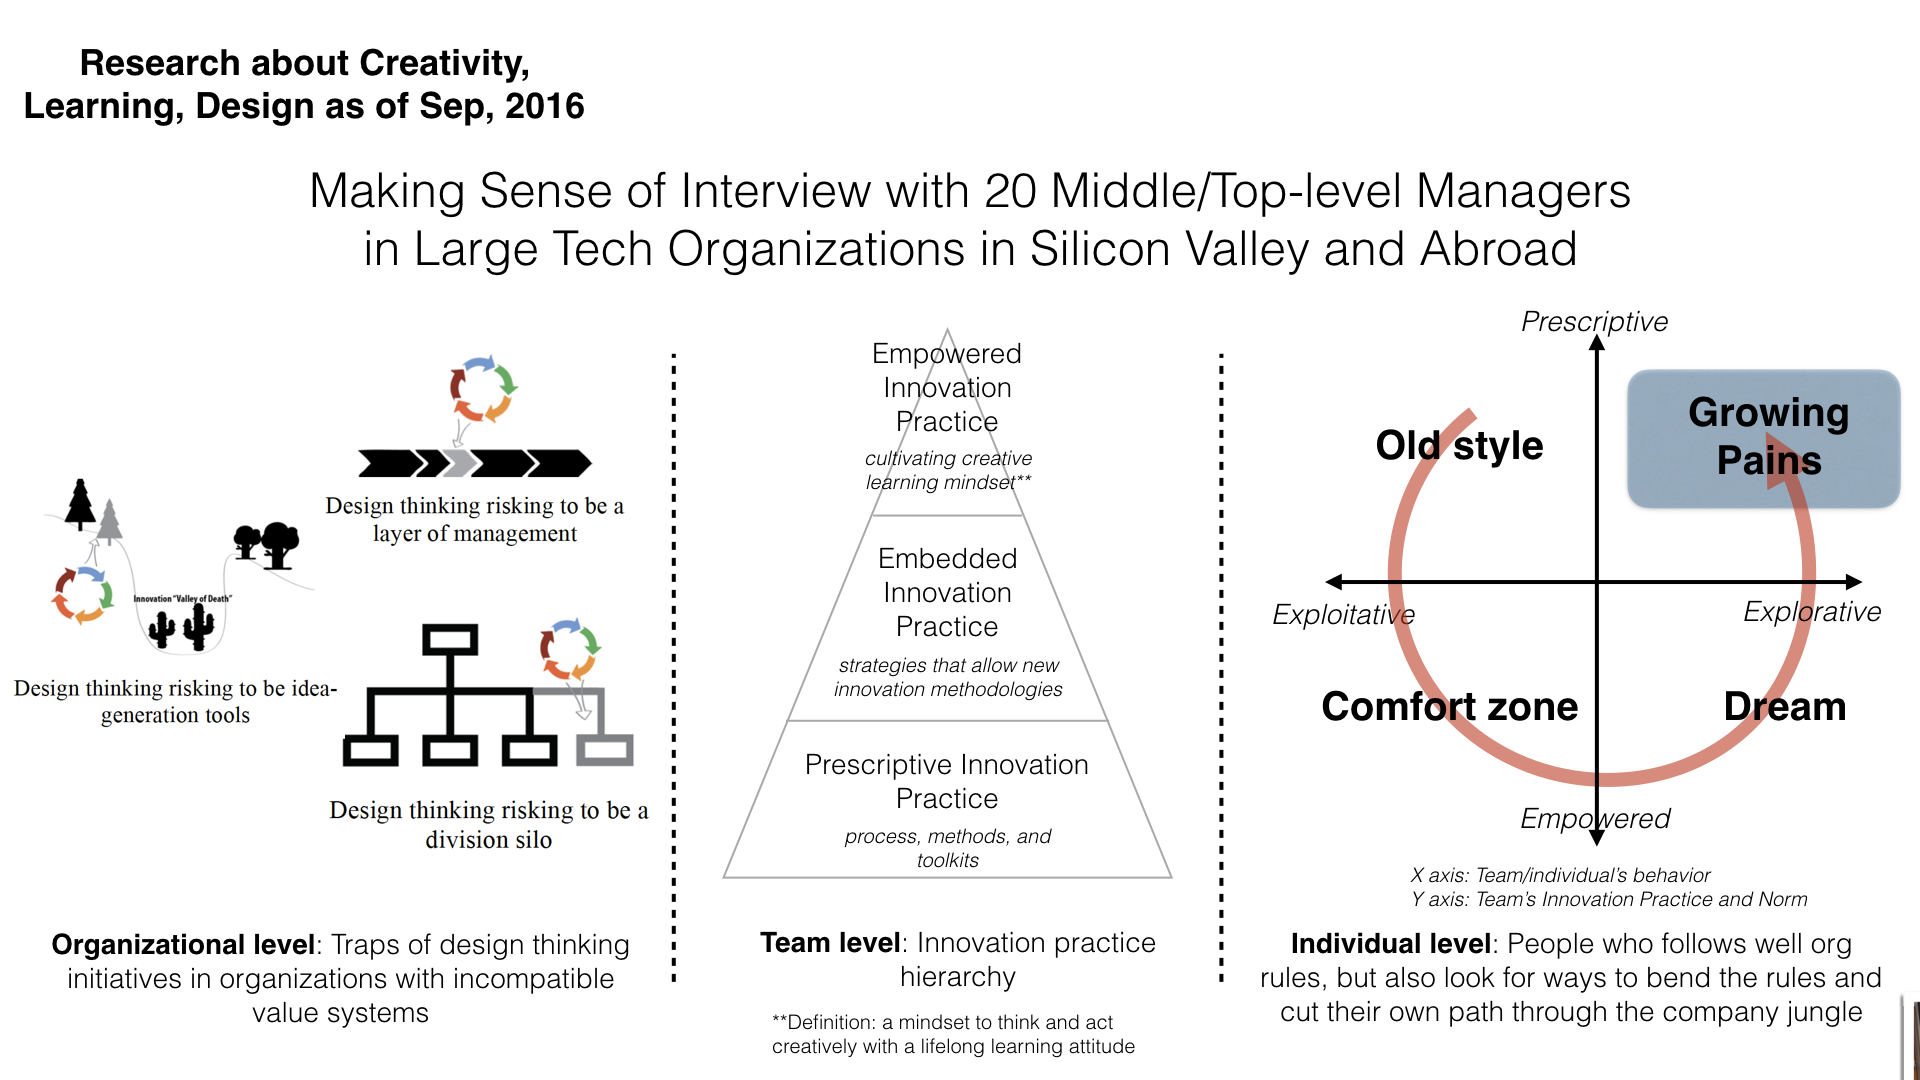 Research about Creativity,
Learning, Design as of Sep, 2016
Making Sense of Interview with 20 Middle/Top-level Managers
in Large Tech Organizations in Silicon Valley and Abroad
Design thinking risking to be a
layer of management
Innovation "Valley of Death"
Design thinking risking to be idea-
generation tools
Design thinking risking to be a
division silo
Organizational level: Traps of design thinking
initiatives in organizations with incompatible
value systems
Empowered
Innovation
Practice
cultivating creative
learning mindset**
Embedded
Innovation
Practice
strategies that allow new
innovation methodologies
Prescriptive Innovation
Practice
process, methods, and
toolkits
Team level: Innovation practice
hierarchy
**Definition: a mindset to think and act
creatively with a lifelong learning attitude
Prescriptive
Growing
Pains
Old style
Exploitative
Explorative
Comfort zone
Dream
Empowered
X axis: Team/individual's behavior
Y axis: Team's Innovation Practice and Norm
Individual level: People who follows well org
rules, but also look for ways to bend the rules and
cut their own path through the company jungle